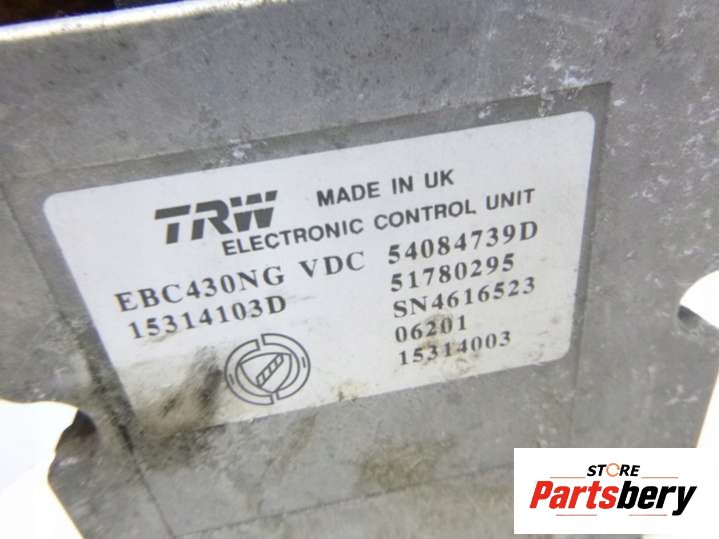 TRW MADE IN UK
ELECTRONIC CONTROL UNIT
EBC430NG VDC 54084739D
15314103D 51780295
SN4616523
06201
15314003
STORE
Partsbery